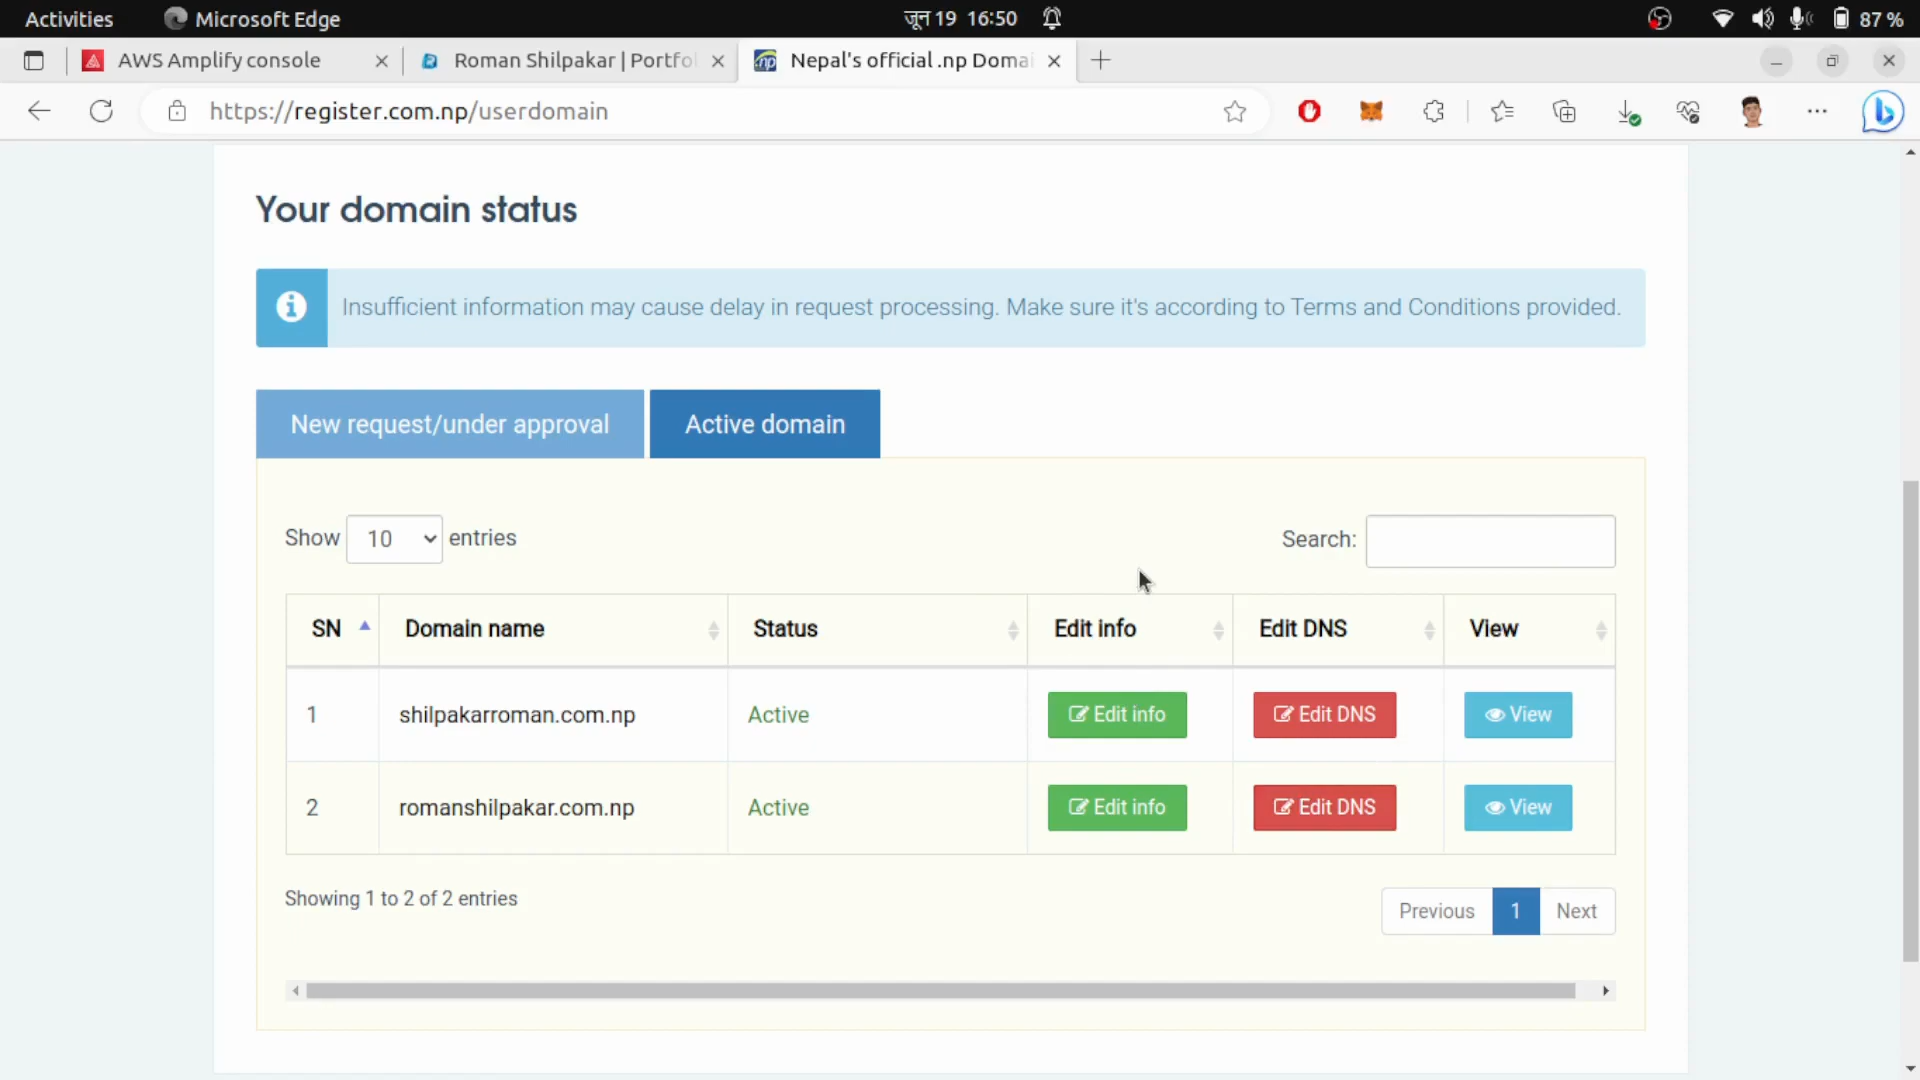 Activities
Microsoft Edge
जून 19 16:50
87 %
AWS Amplify console
Roman Shilpakar | Portfo
Nepal's official .np Domai
https://register.com.np/userdomain
Your domain status
Insufficient information may cause delay in request processing. Make sure it's according to Terms and Conditions provided.
New request/under approval
Active domain
Show 10 entries
Search:
SN Domain name Status Edit info Edit DNS View
1 shilpakarroman.com.np Active Edit info Edit DNS View
2 romanshilpakar.com.np Active Edit info Edit DNS View
Showing 1 to 2 of 2 entries
Previous 1 Next